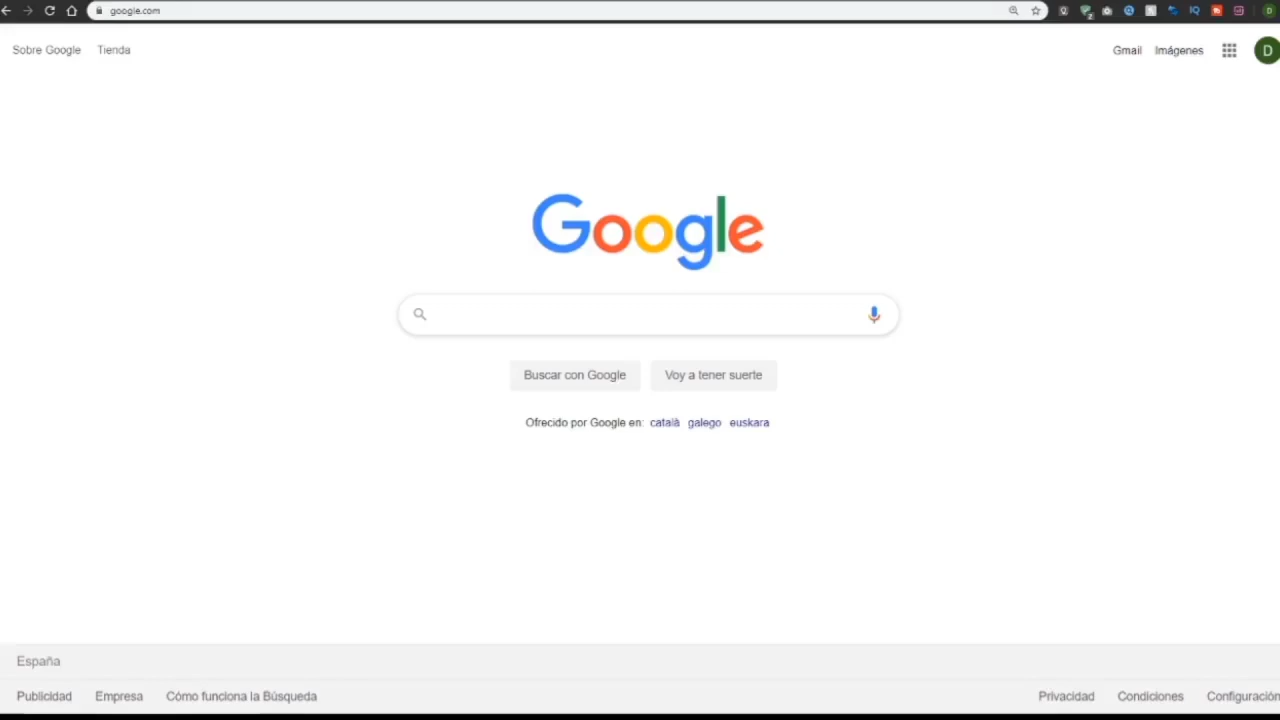 google.com
Sobre Google Tienda
Gmail Imágenes D
Google
Buscar con Google Voy a tener suerte
Ofrecido por Google en: català galego euskara
España
Publicidad Empresa Cómo funciona la Búsqueda
Privacidad Condiciones Configuración